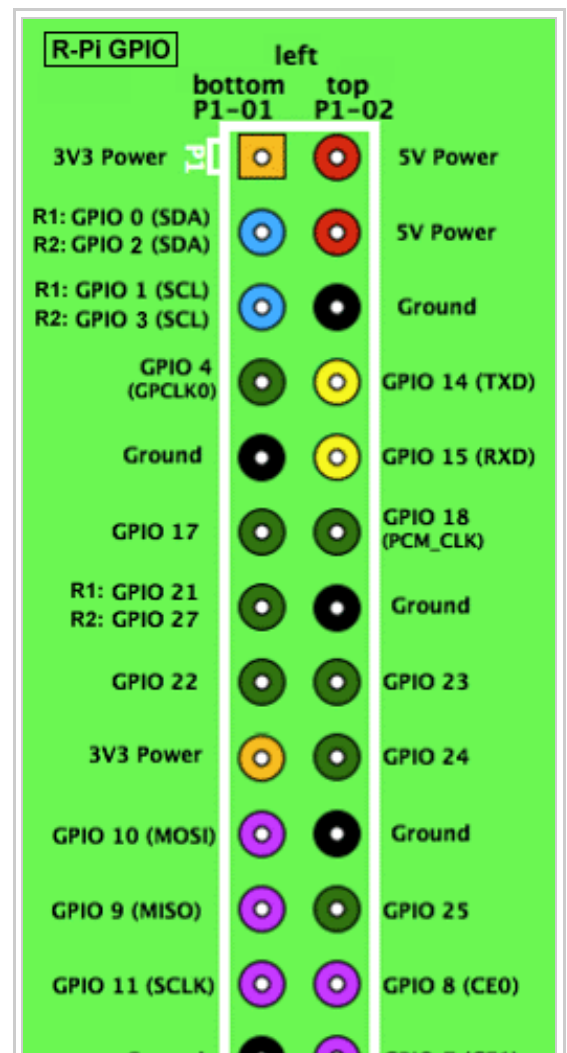 R-Pi GPIO
left
bottom top
P1-01 P1-02
3V3 Power P1 5V Power
R1: GPIO 0 (SDA)
R2: GPIO 2 (SDA) 5V Power
R1: GPIO 1 (SCL)
R2: GPIO 3 (SCL) Ground
GPIO 4
(GPCLK0) GPIO 14 (TXD)
Ground GPIO 15 (RXD)
GPIO 17 GPIO 18
(PCM_CLK)
R1: GPIO 21
R2: GPIO 27 Ground
GPIO 22 GPIO 23
3V3 Power GPIO 24
GPIO 10 (MOSI) Ground
GPIO 9 (MISO) GPIO 25
GPIO 11 (SCLK) GPIO 8 (CE0)